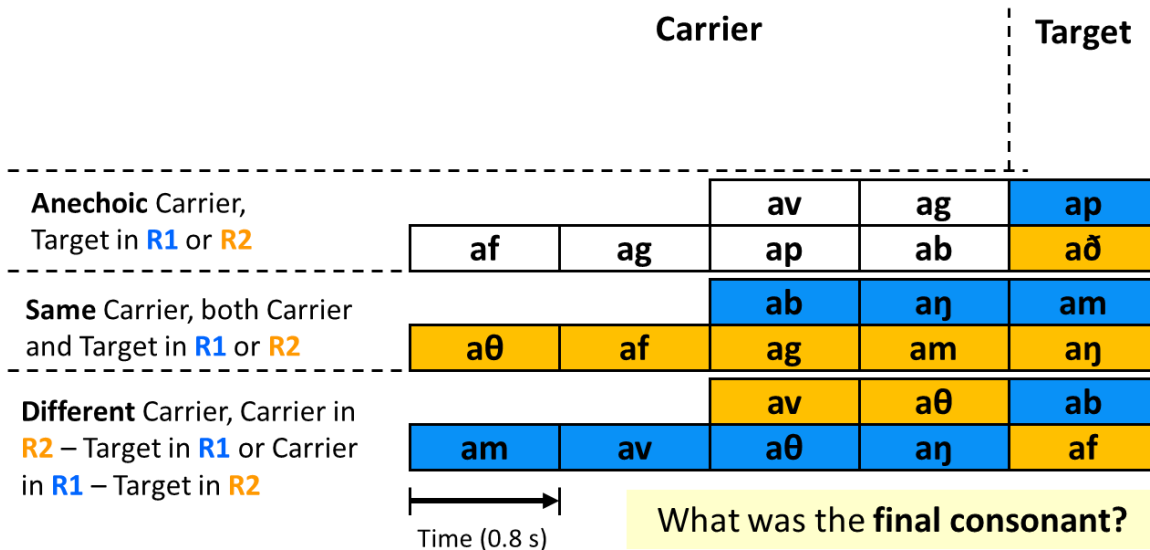 Carrier Target
Anechoic Carrier,
Target in R1 or R2
av ag ap
af ag ap ab að
Same Carrier, both Carrier
and Target in R1 or R2
ab aŋ am
aθ af ag am aŋ
Different Carrier, Carrier in
R2 – Target in R1 or Carrier
in R1 – Target in R2
av aθ ab
am av aθ aŋ af
Time (0.8 s)
What was the final consonant?